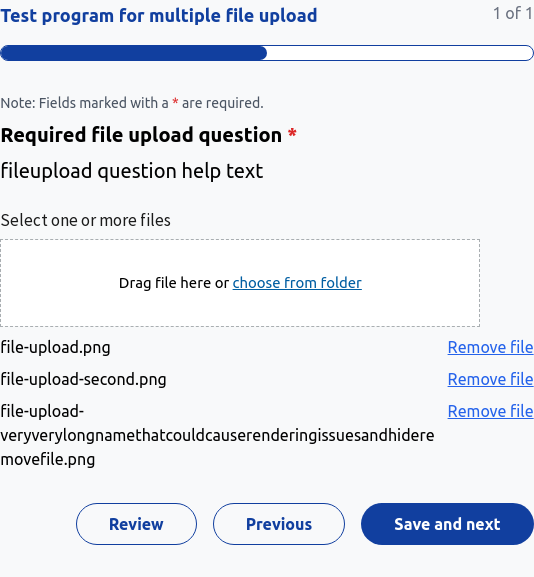 Test program for multiple file upload
1 of 1
Note: Fields marked with a * are required.
Required file upload question *
fileupload question help text
Select one or more files
Drag file here or choose from folder
file-upload.png
Remove file
file-upload-second.png
Remove file
file-upload-
Remove file
veryverylongnamethatcouldcauserenderingissuesandhidere
movefile.png
Review
Previous
Save and next